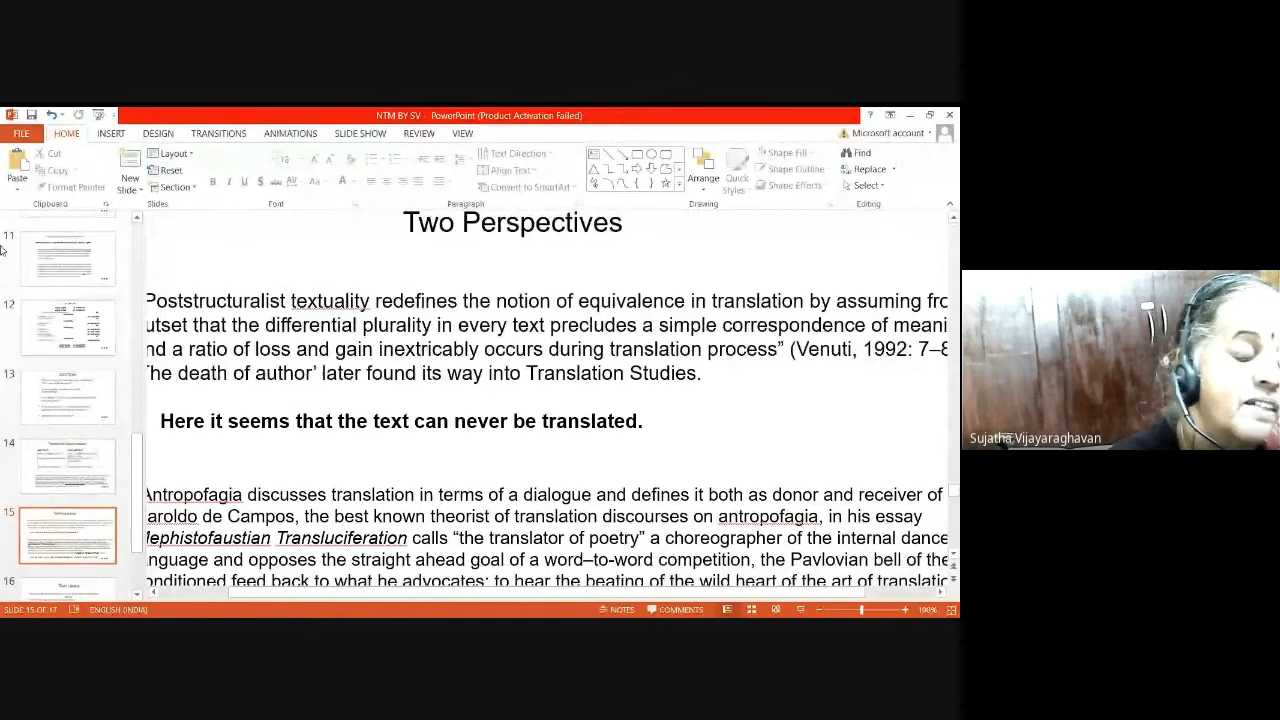 NTM BY SV - PowerPoint (Product Activation Failed)
FILE HOME INSERT DESIGN TRANSITIONS ANIMATIONS SLIDE SHOW REVIEW VIEW Microsoft account
Cut
Copy
Format Painter
Paste
Clipboard
New
Slide
Layout
Reset
Section
Slides
Font
Text Direction
Align Text
Convert to SmartArt
Paragraph
Arrange
Quick
Styles
Shape Fill
Shape Outline
Shape Effects
Drawing
Find
Replace
Select
Editing
11
12
13
14
15
16
Two Perspectives
Poststructuralist textuality redefines the notion of equivalence in translation by assuming fro
utset that the differential plurality in every text precludes a simple correspondence of meani
nd a ratio of loss and gain inextricably occurs during translation process” (Venuti, 1992: 7–8
The death of author’ later found its way into Translation Studies.
Here it seems that the text can never be translated.
Antropofagia discusses translation in terms of a dialogue and defines it both as donor and receiver of
aroldo de Campos, the best known theorist of translation discourses on antropofagia, in his essay
Mephistofaustian Transluciferation calls “the translator of poetry” a choreographer of the internal dance
nguage and opposes the straight ahead goal of a word–to-word competition, the Pavlovian bell of the
onditioned feed back to what he advocates: to hear the beating of the wild heart of the art of translatio
SLIDE 15 OF 17 ENGLISH (INDIA) NOTES COMMENTS 198%
Sujatha Vijayaraghavan